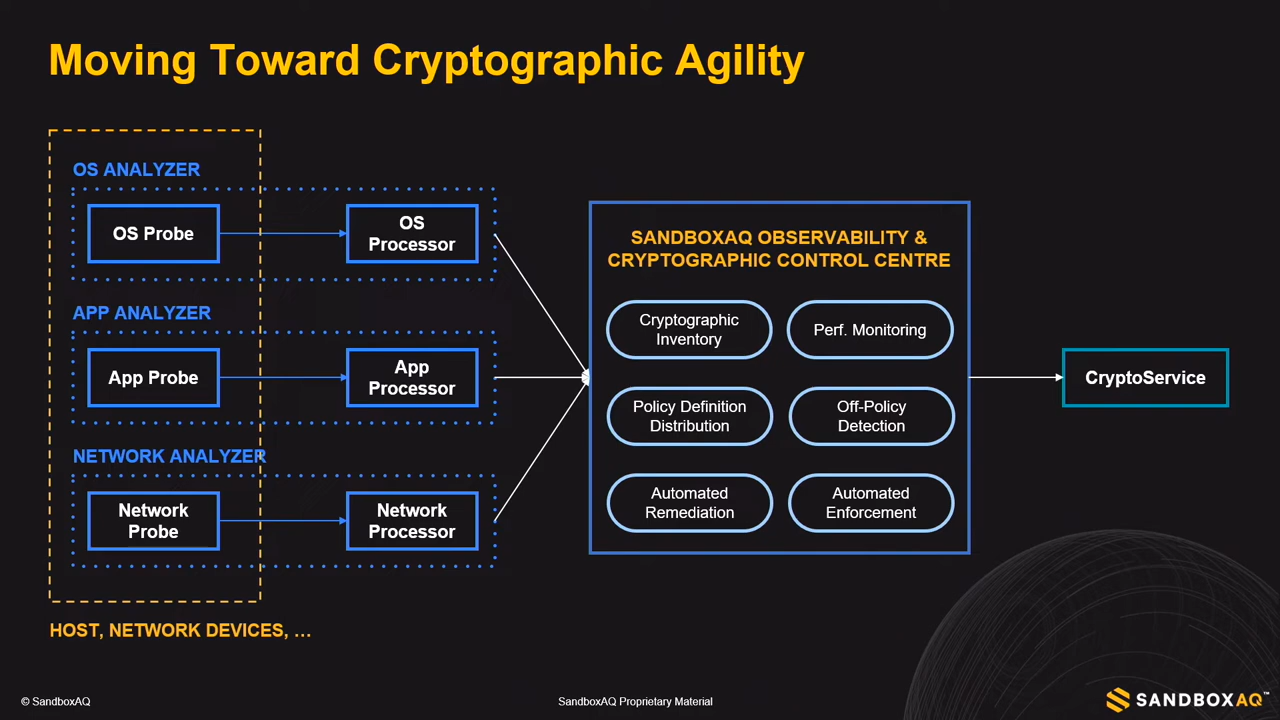 Moving Toward Cryptographic Agility
OS ANALYZER
OS Probe
OS
Processor
APP ANALYZER
App Probe
App
Processor
NETWORK ANALYZER
Network
Probe
Network
Processor
HOST, NETWORK DEVICES, …
SANDBOXAQ OBSERVABILITY &
CRYPTOGRAPHIC CONTROL CENTRE
Cryptographic
Inventory
Perf. Monitoring
Policy Definition
Distribution
Off-Policy
Detection
Automated
Remediation
Automated
Enforcement
CryptoService
© SandboxAQ
SandboxAQ Proprietary Material
SANDBOXAQ™